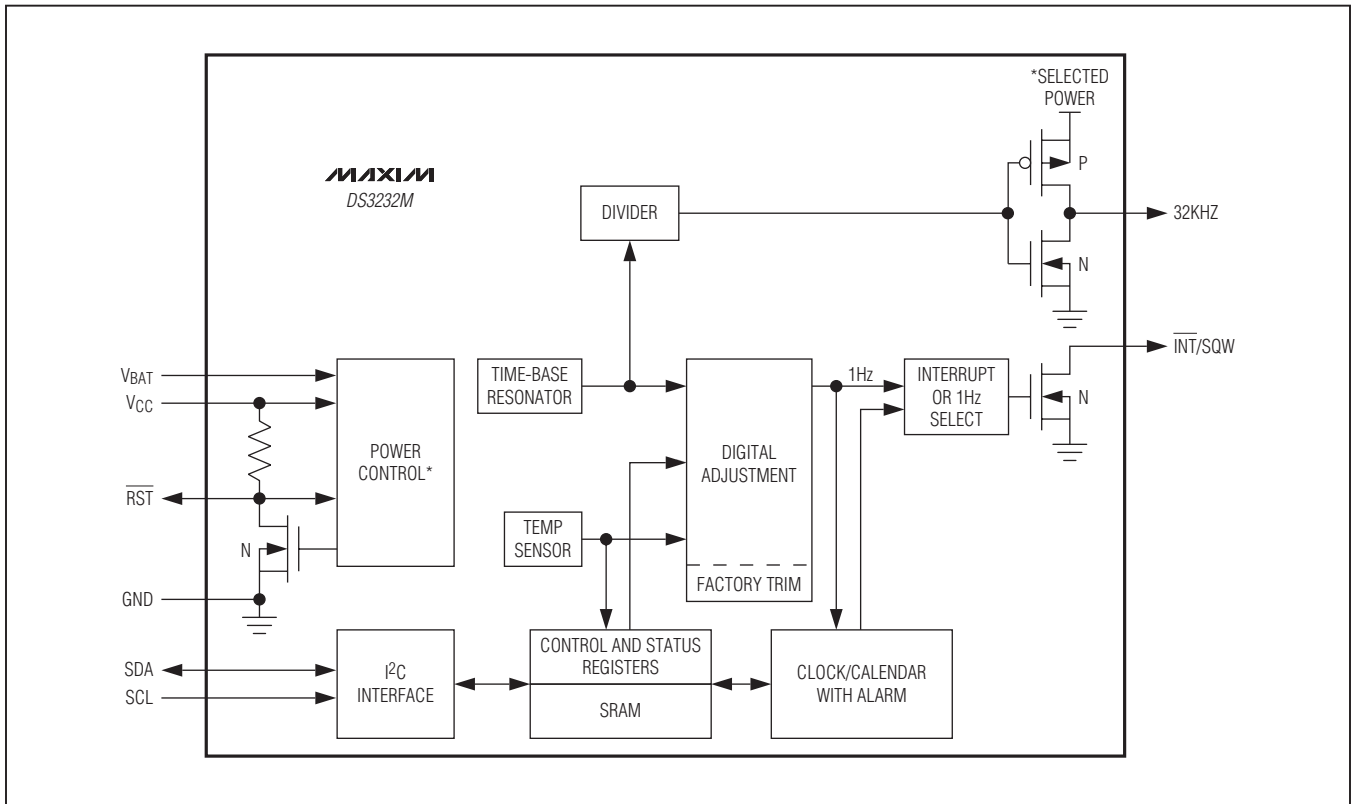 *SELECTED
POWER
P
MAXIM
DS3232M
DIVIDER
32KHZ
N
INT/SQW
VBAT
VCC
TIME-BASE
RESONATOR
1Hz
INTERRUPT
OR 1Hz
SELECT
N
POWER
CONTROL*
DIGITAL
ADJUSTMENT
RST
N
TEMP
SENSOR
FACTORY TRIM
GND
SDA
SCL
I²C
INTERFACE
CONTROL AND STATUS
REGISTERS
SRAM
CLOCK/CALENDAR
WITH ALARM